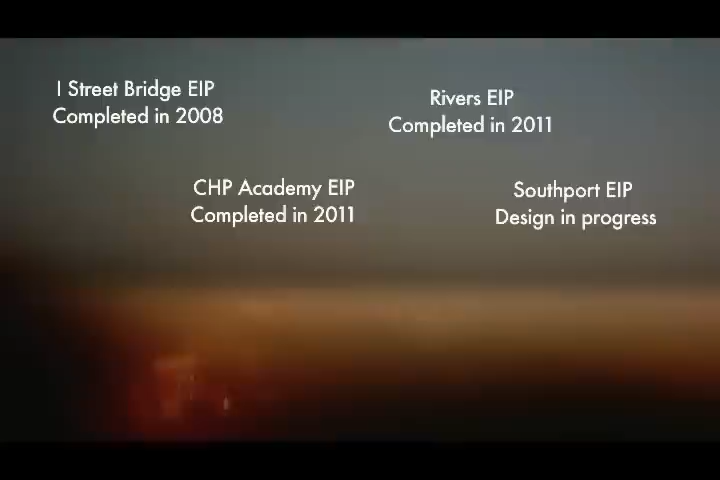 I Street Bridge EIP
Completed in 2008
Rivers EIP
Completed in 2011
CHP Academy EIP
Completed in 2011
Southport EIP
Design in progress